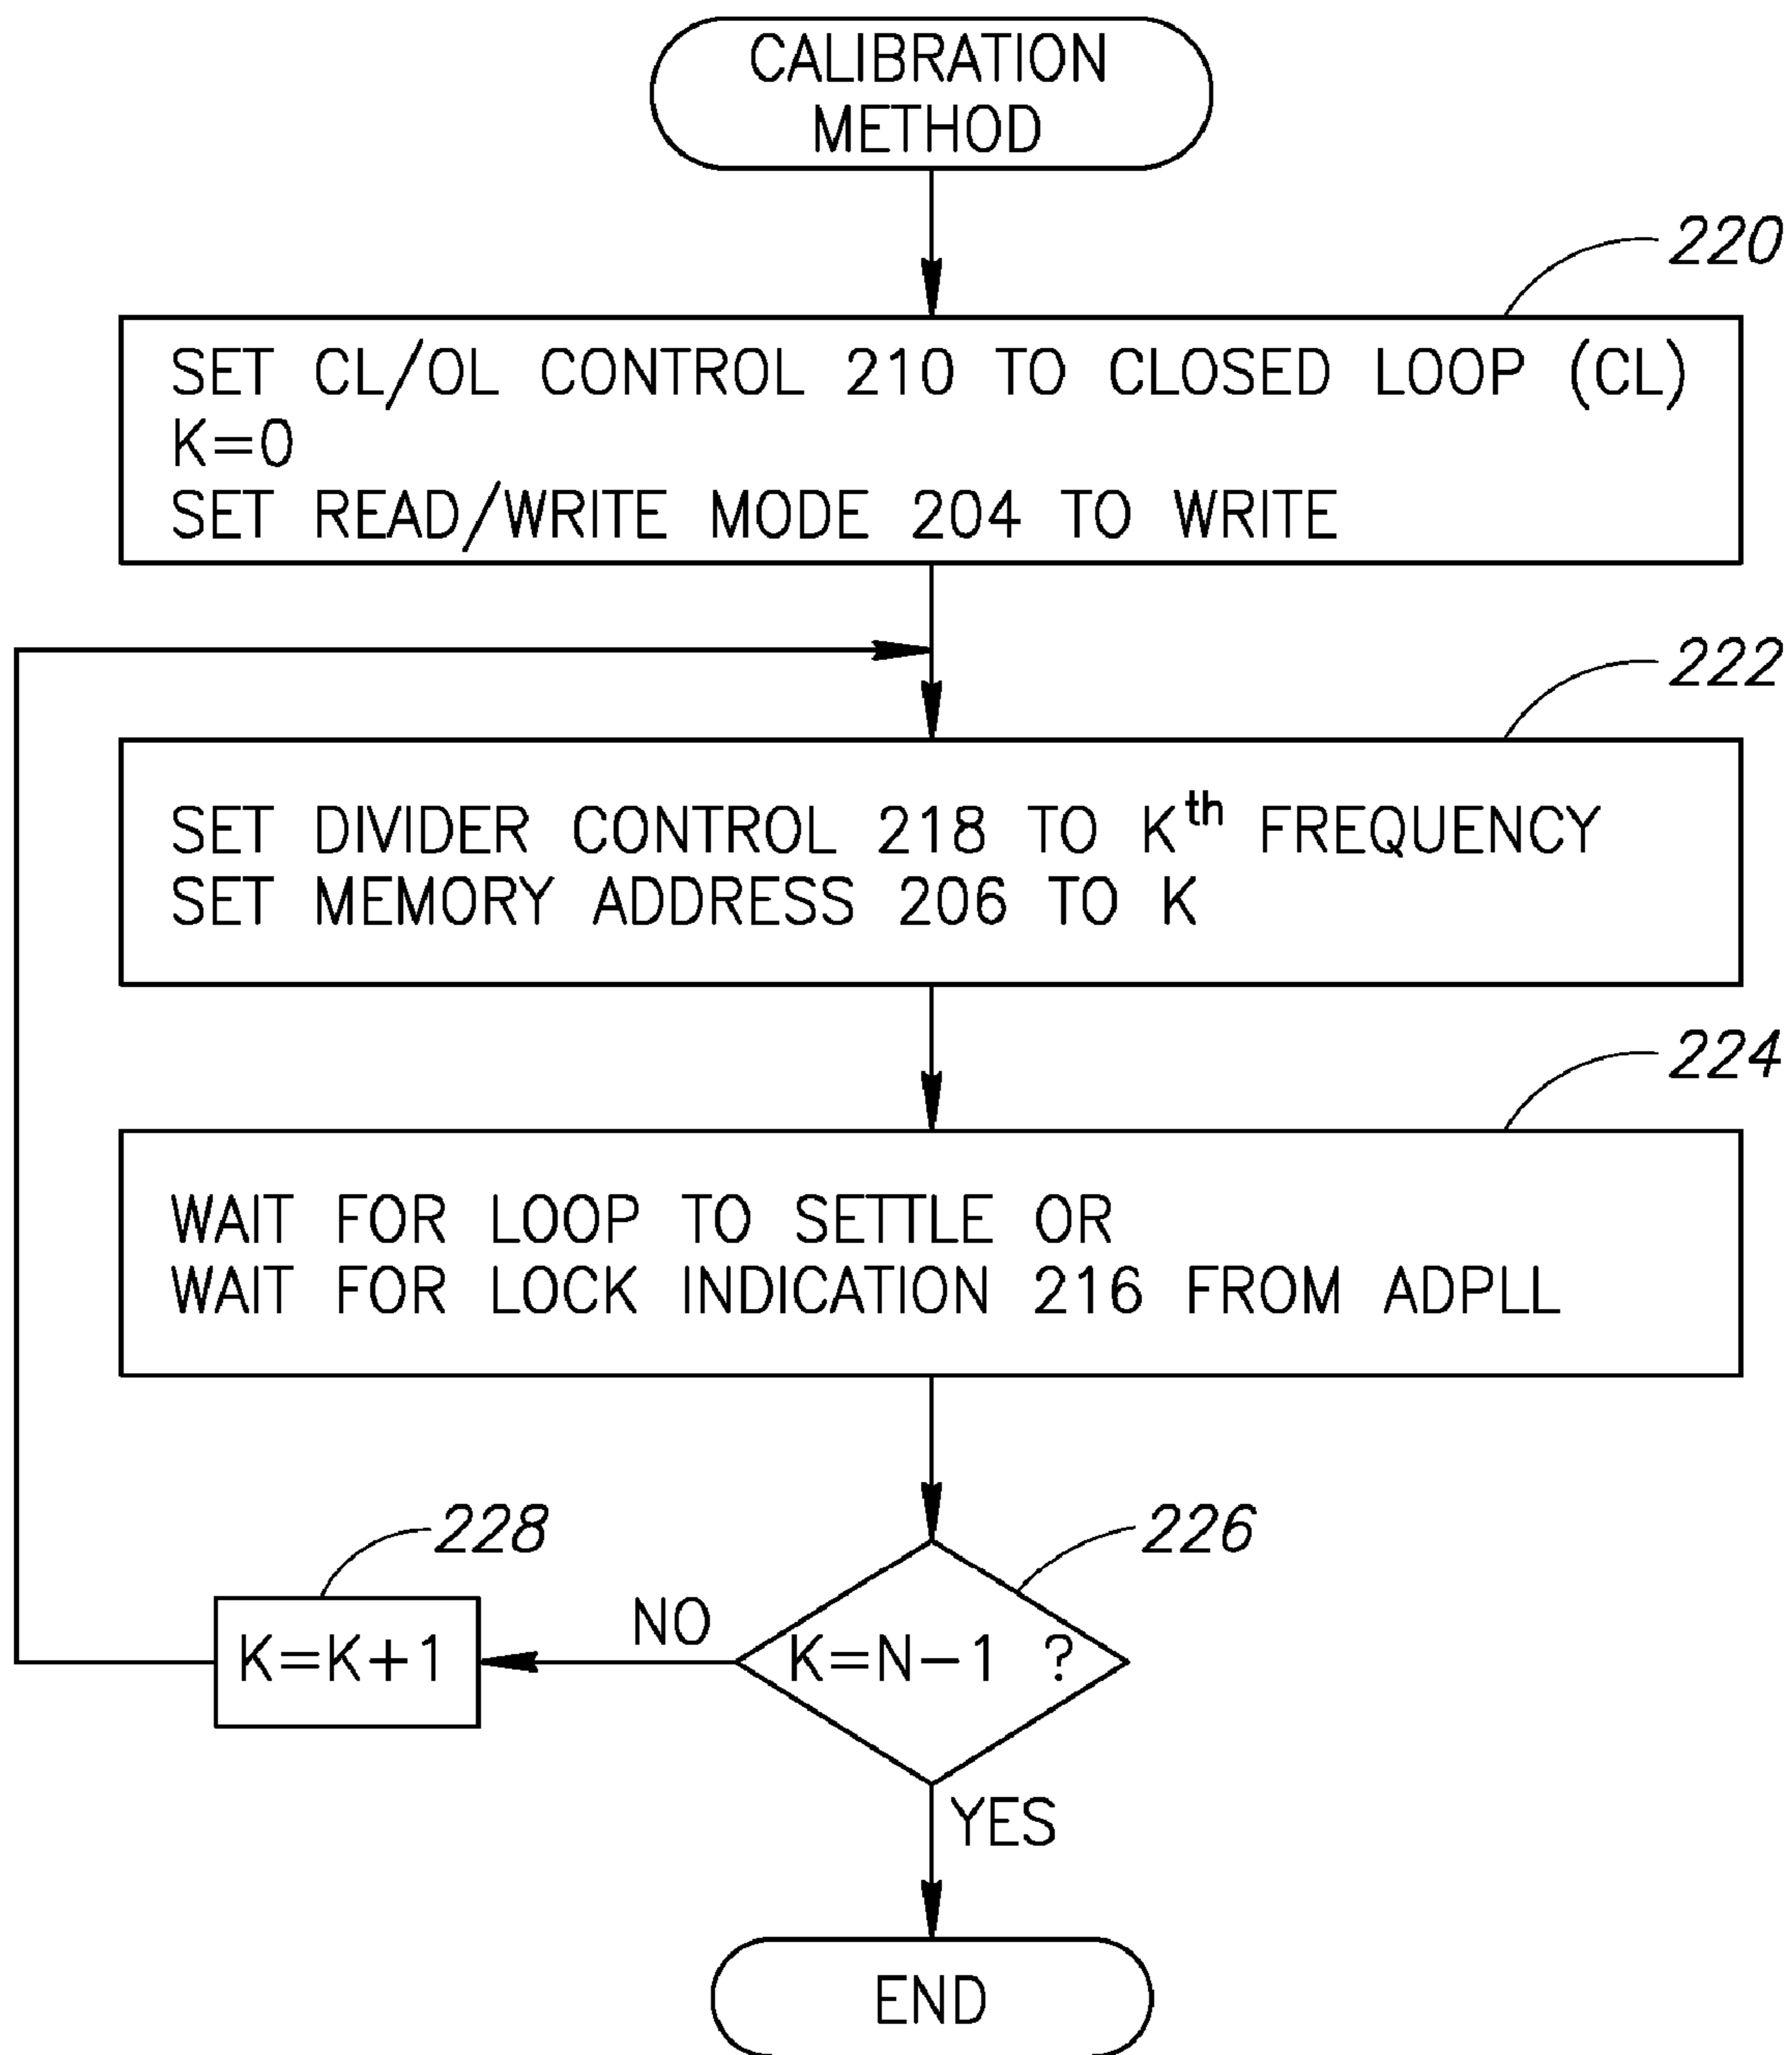 CALIBRATION
METHOD
220
SET CL/OL CONTROL 210 TO CLOSED LOOP (CL)
K=0
SET READ/WRITE MODE 204 TO WRITE
222
SET DIVIDER CONTROL 218 TO Kth FREQUENCY
SET MEMORY ADDRESS 206 TO K
224
WAIT FOR LOOP TO SETTLE OR
WAIT FOR LOCK INDICATION 216 FROM ADPLL
228
226
K=K+1
NO
K=N-1 ?
YES
END